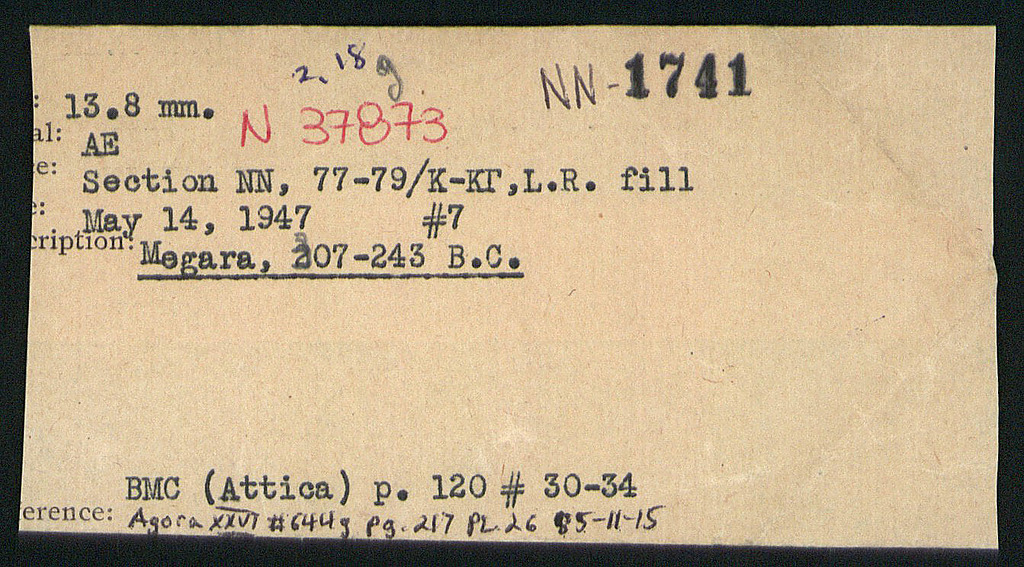 2.18 g
NN-1741
: 13.8 mm.
N 37873
al: AE
e: Section NN, 77-79/K-KΓ,L.R. fill
: May 14, 1947 #7
cription: Megara, 307-243 B.C.
BMC (Attica) p. 120 # 30-34
erence: Agora XXVI #644g pg. 217 PL. 26 85-11-15